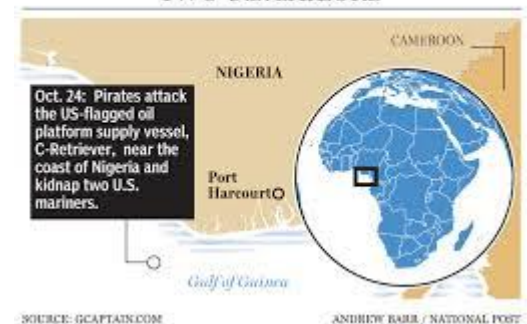 CAMEROON
NIGERIA
Oct. 24: Pirates attack
the US-flagged oil
platform supply vessel,
C-Retriever, near the
coast of Nigeria and
kidnap two U.S.
mariners.
Port
Harcourt
Gulf of Guinea
SOURCE: GCAPTAIN.COM
ANDREW BARR / NATIONAL POST